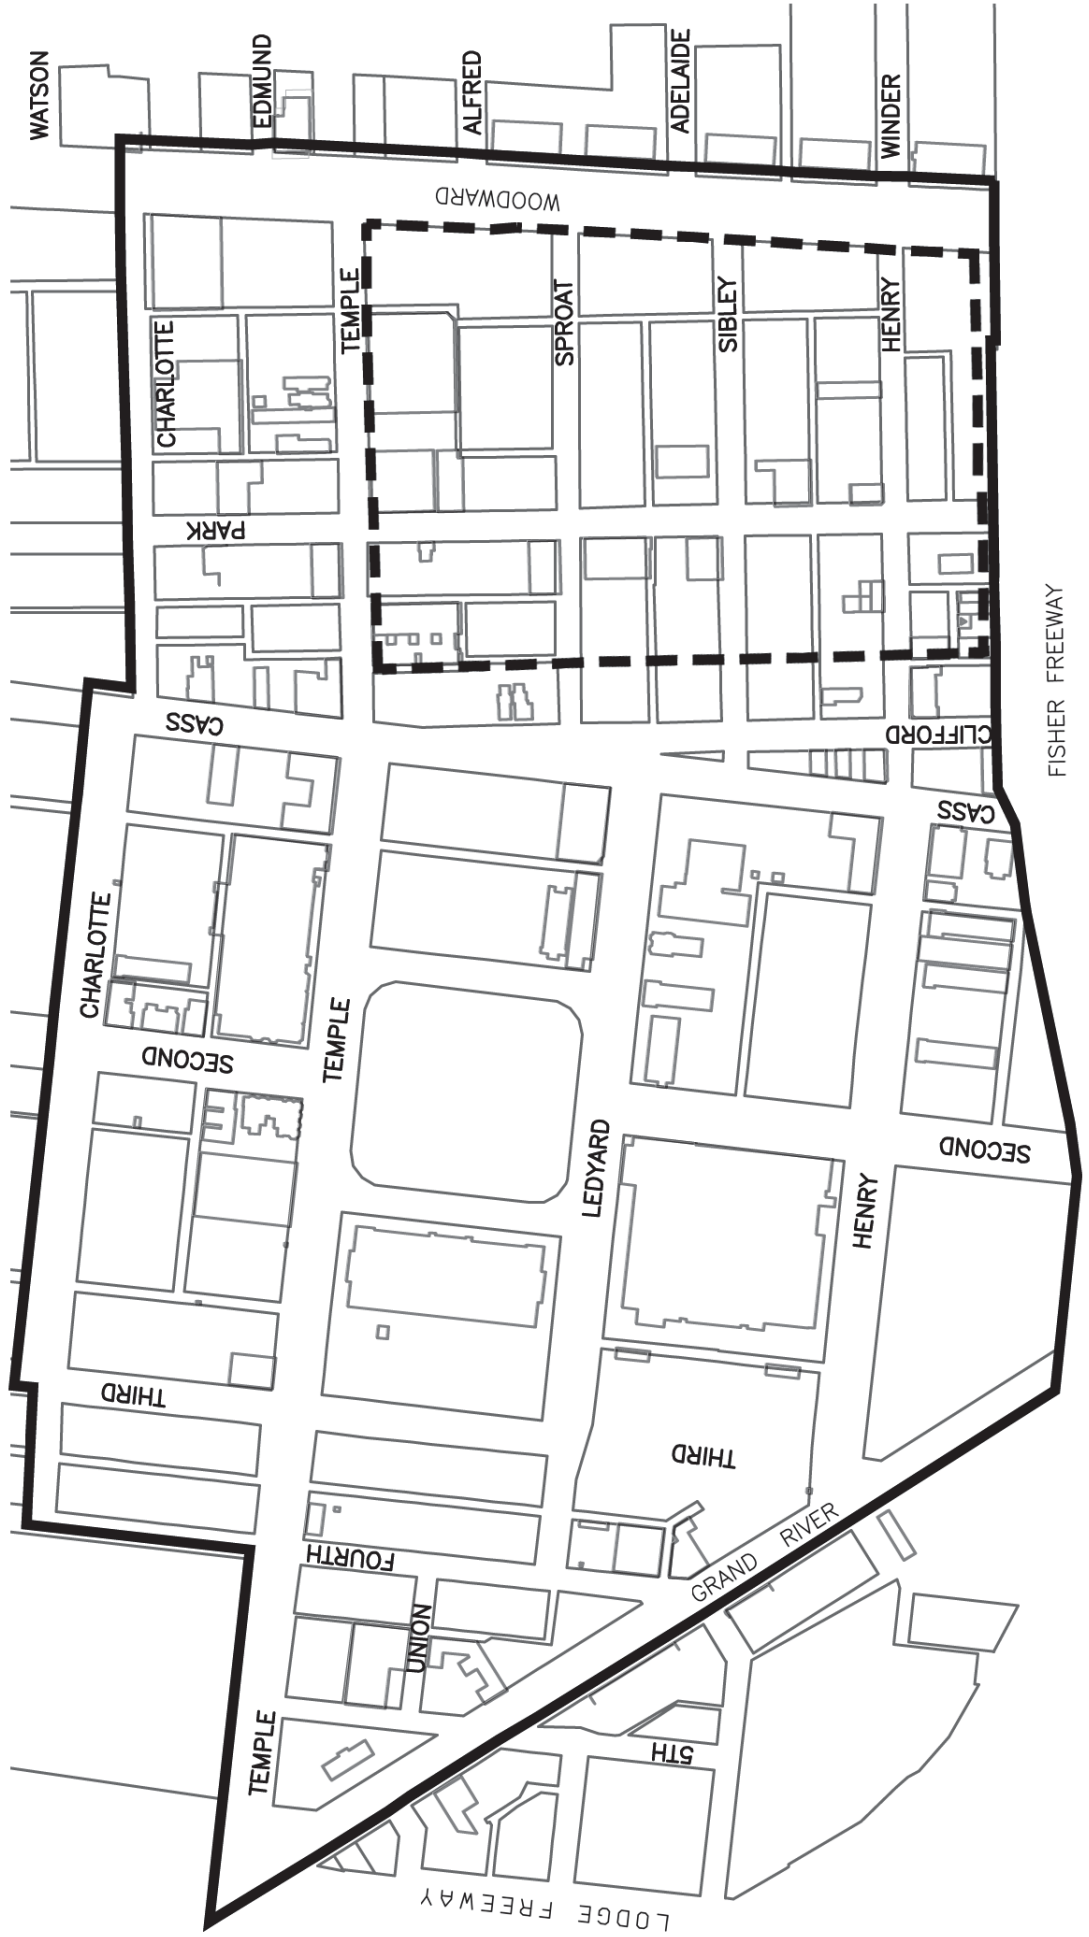 WATSON
EDMUND
ALFRED
ADELAIDE
WINDER
WOODWARD
CHARLOTTE
TEMPLE
SPROAT
SIBLEY
HENRY
PARK
FISHER FREEWAY
CASS
CLIFFORD
CASS
CHARLOTTE
TEMPLE
SECOND
LEDYARD
SECOND
HENRY
THIRD
THIRD
GRAND RIVER
FOURTH
UNION
TEMPLE
5TH
LODGE FREEWAY